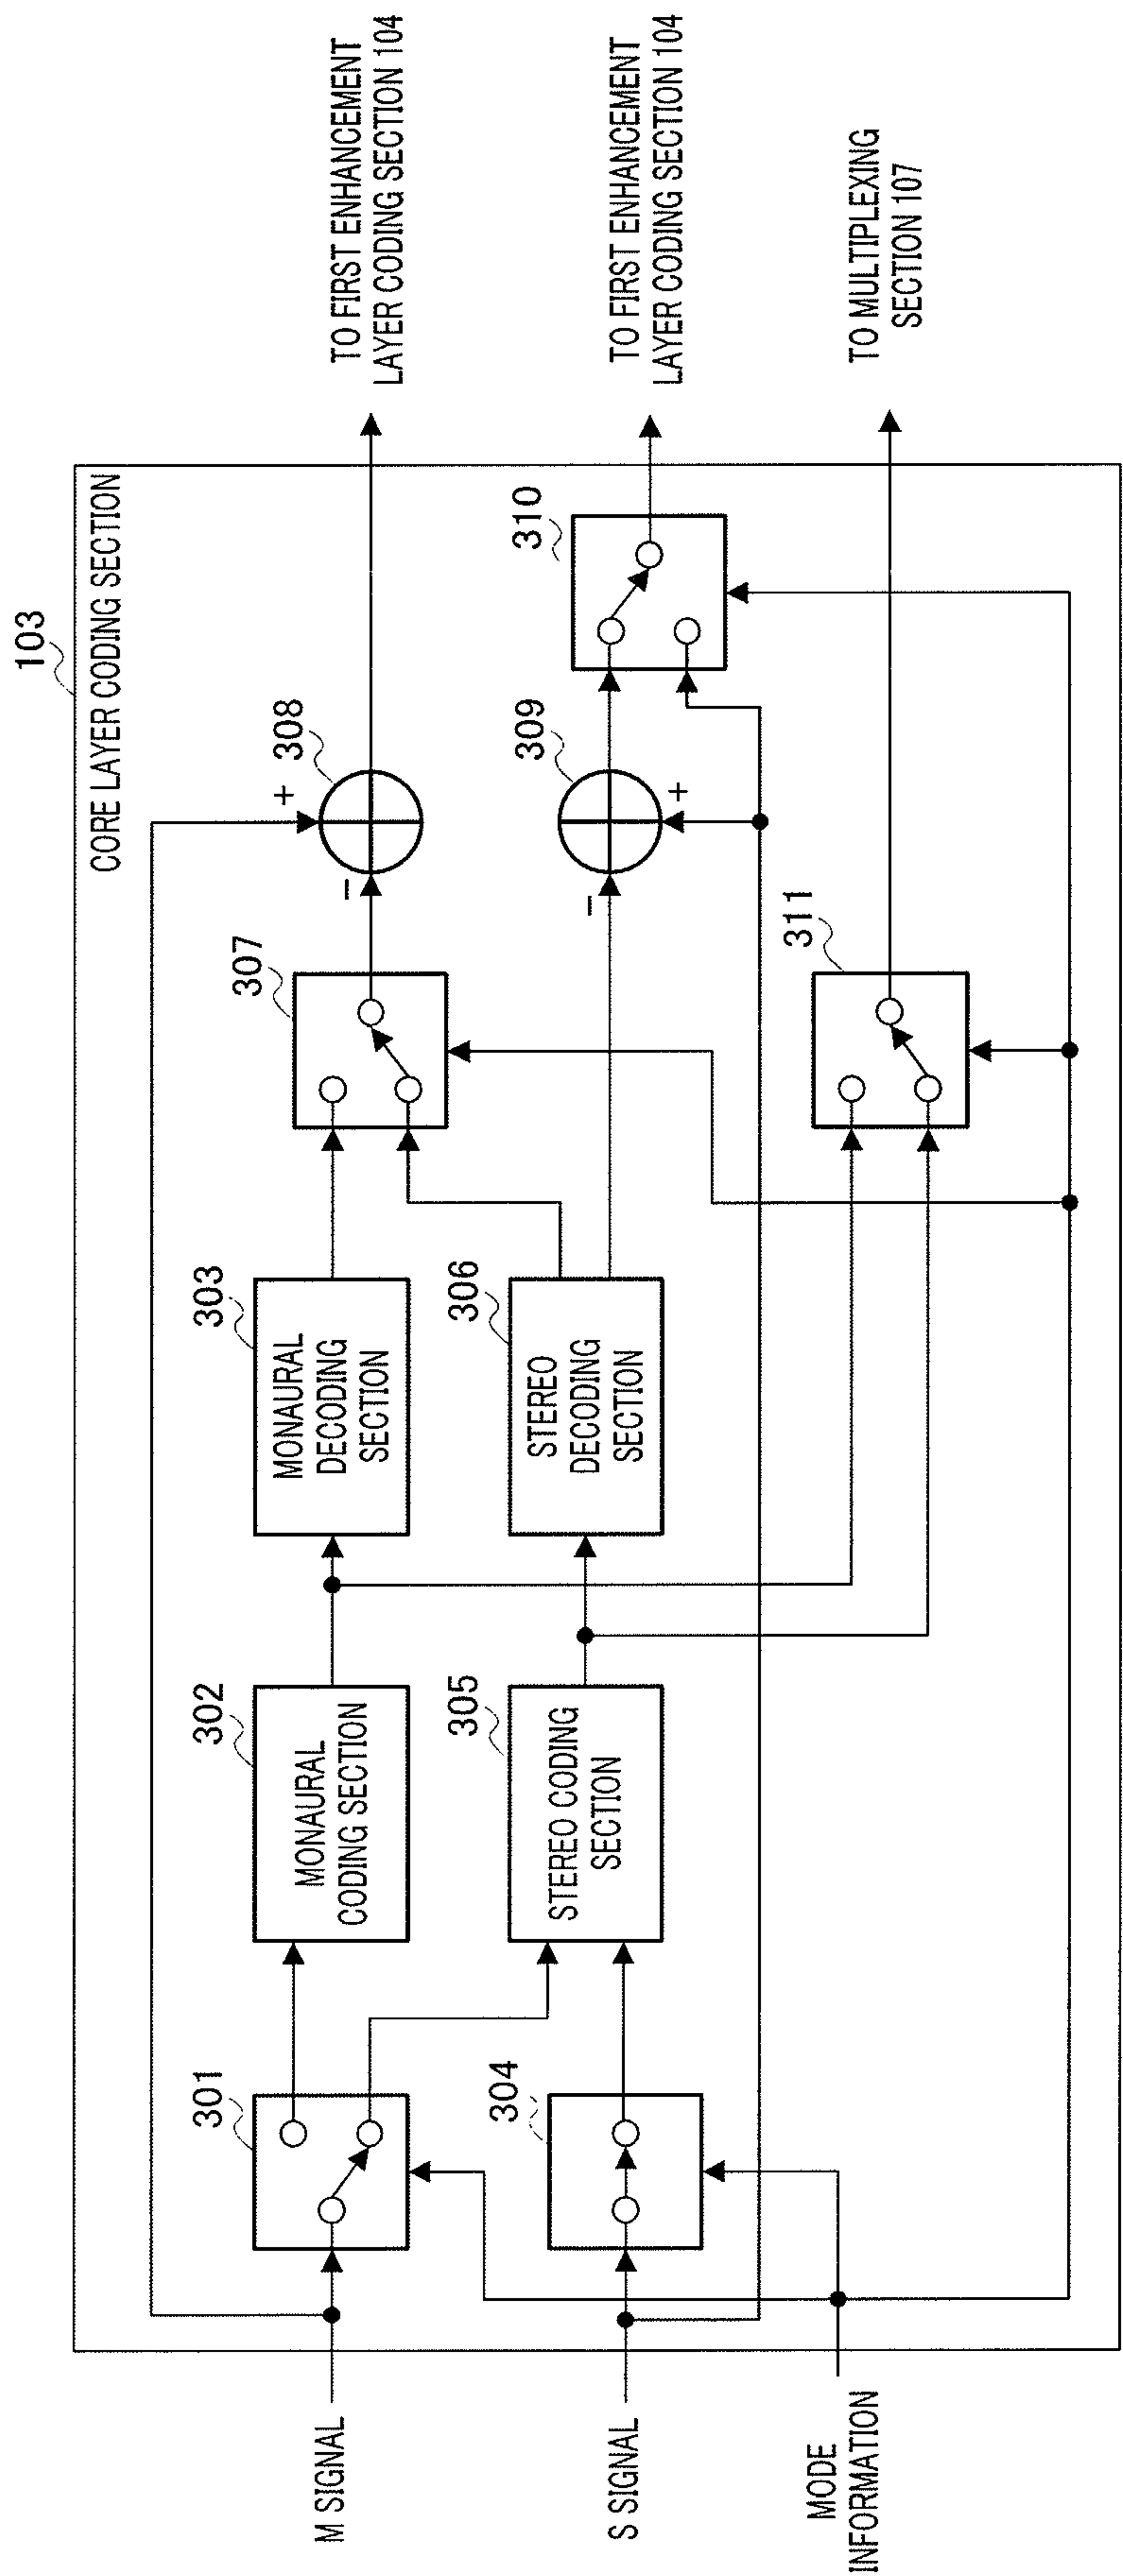 103
CORE LAYER CODING SECTION
M SIGNAL
S SIGNAL
MODE
INFORMATION
301
302
MONAURAL
CODING SECTION
303
MONAURAL
DECODING
SECTION
304
305
STEREO CODING
SECTION
306
STEREO
DECODING
SECTION
307
308
+
−
309
+
−
310
311
TO FIRST ENHANCEMENT
LAYER CODING SECTION 104
TO FIRST ENHANCEMENT
LAYER CODING SECTION 104
TO MULTIPLEXING
SECTION 107